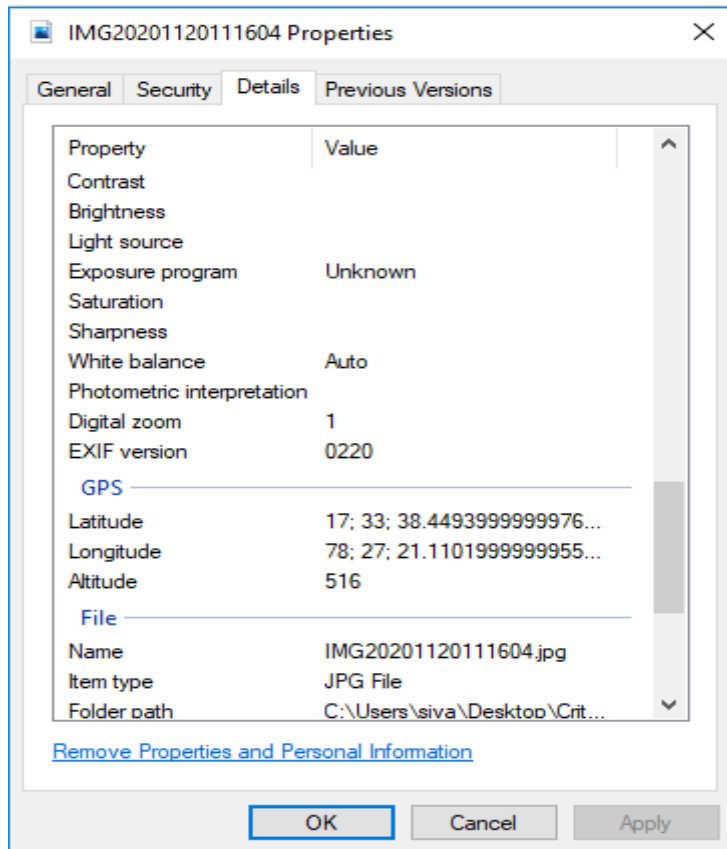 IMG20201120111604 Properties
General Security Details Previous Versions
Property Value
Contrast
Brightness
Light source
Exposure program Unknown
Saturation
Sharpness
White balance Auto
Photometric interpretation
Digital zoom 1
EXIF version 0220
GPS
Latitude 17; 33; 38.4493999999976...
Longitude 78; 27; 21.1101999999955...
Altitude 516
File
Name IMG20201120111604.jpg
Item type JPG File
Folder path C:\Users\siva\Desktop\Crit...
Remove Properties and Personal Information
OK Cancel Apply